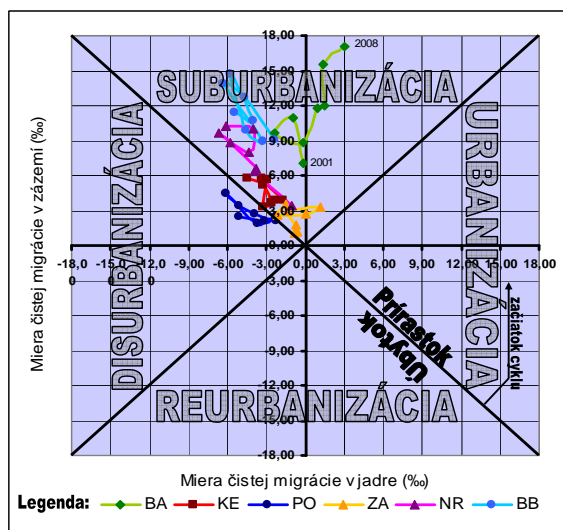 Miera čistej migrácie v zázemí (‰)
18,00
15,00
12,00
9,00
6,00
3,00
0,00
-3,00
-6,00
-9,00
-12,00
-15,00
-18,00
-18,00 -15,00 -12,00 -9,00 -6,00 -3,00 0,00 3,00 6,00 9,00 12,00 15,00 18,00
2008
2001
SUBURBANIZÁCIA
DISURBANIZÁCIA
URBANIZÁCIA
REURBANIZÁCIA
Prírastok
Úbytok
začiatok cyklu
Miera čistej migrácie v jadre (‰)
Legenda: BA KE PO ZA NR BB